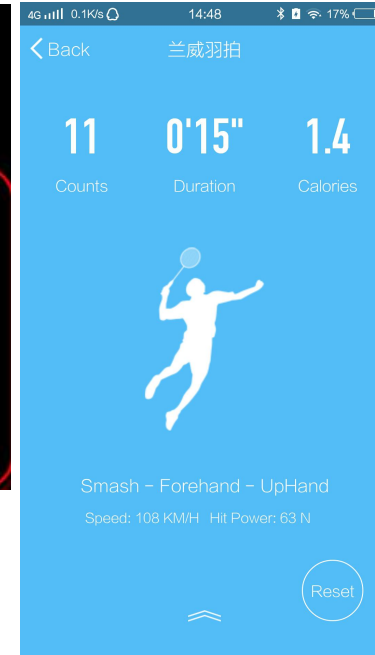 4G 0.1K/s 14:48 17%
Back 兰威羽拍
11 0'15" 1.4
Counts Duration Calories
Smash - Forehand - UpHand
Speed: 108 KM/H Hit Power: 63 N
Reset